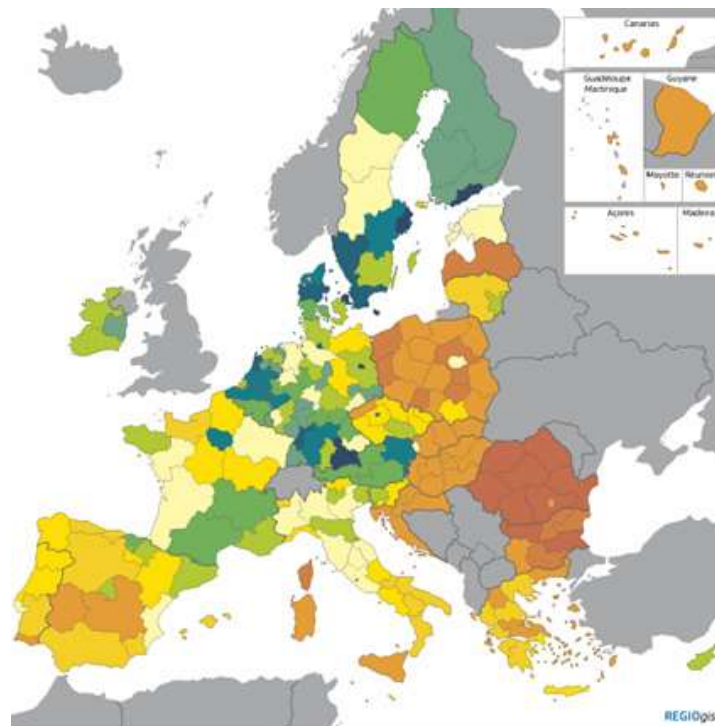 Canarias
Guadeloupe
Martinique
Guyane
Mayotte
Réunion
Açores
Madeira
REGIOgis